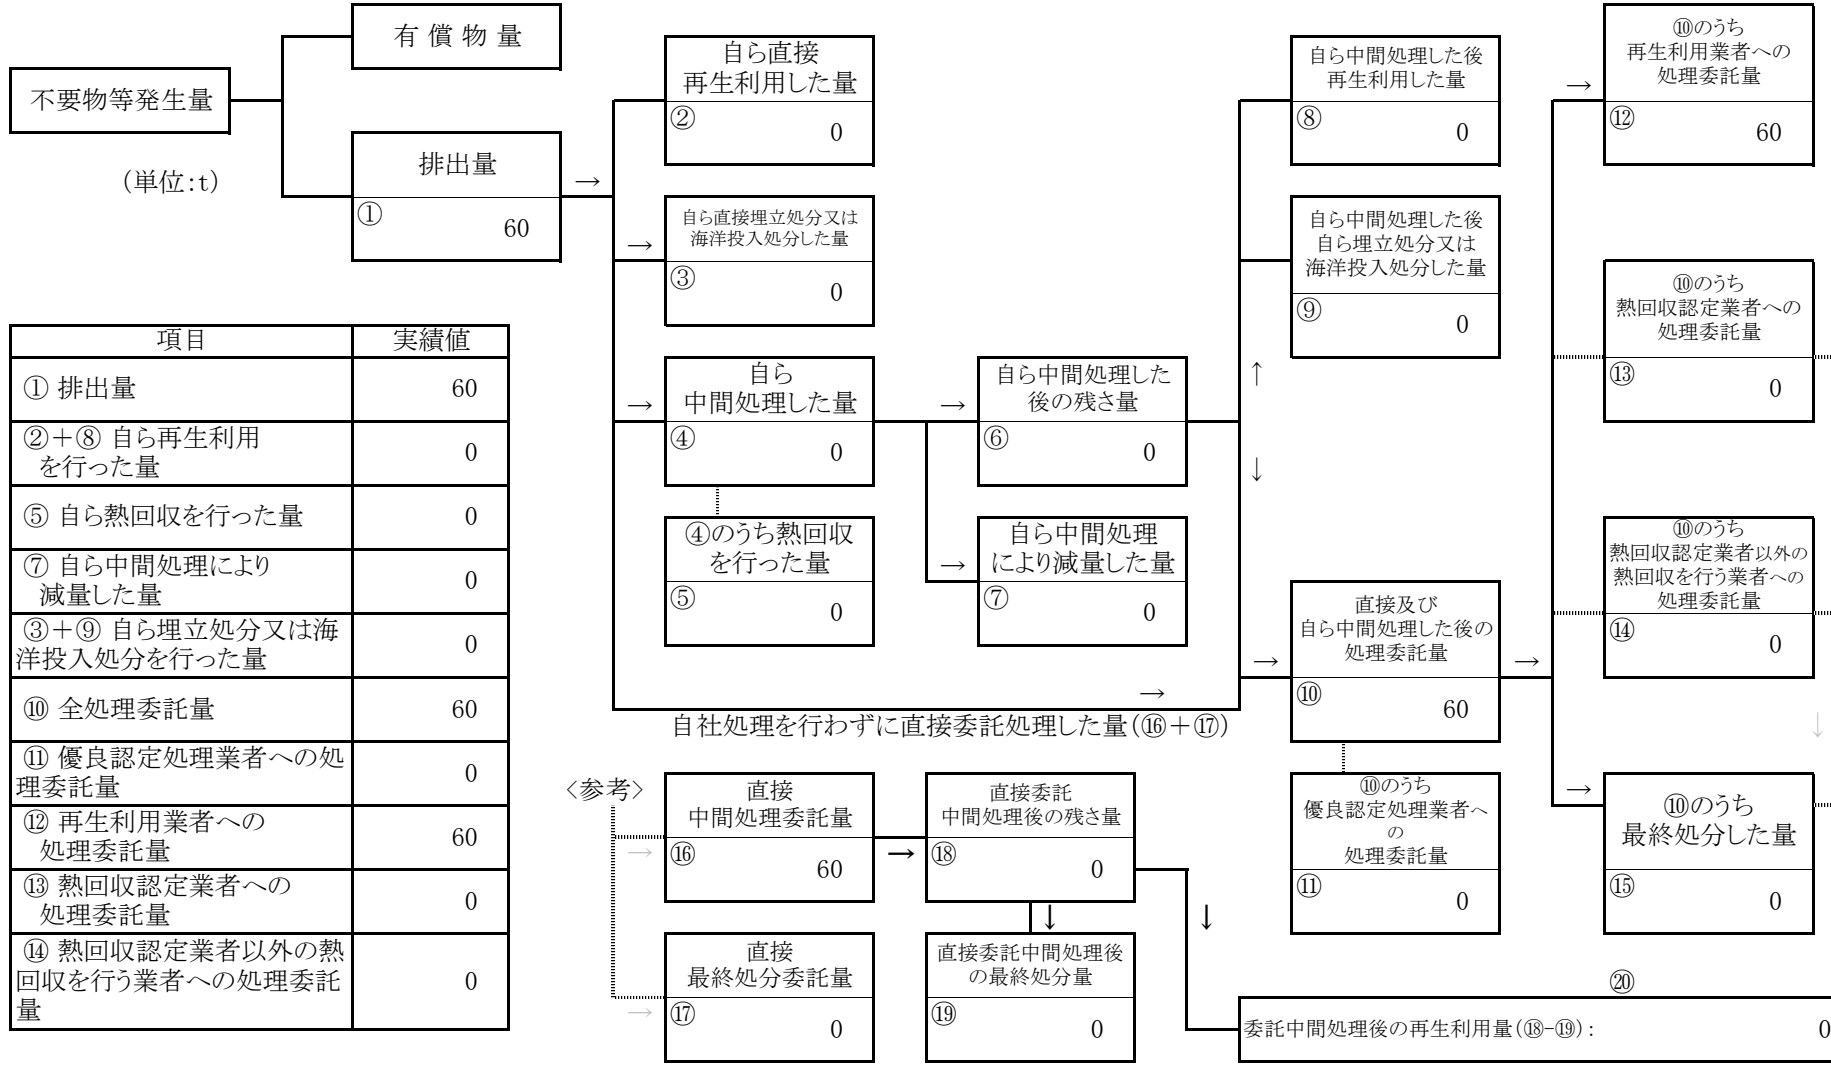 不要物等発生量
有 償 物 量
(単位:t)
排出量
①
60
→
自ら直接
再生利用した量
②
0
→
自ら直接埋立処分又は
海洋投入処分した量
③
0
→
自ら
中間処理した量
④
0
④のうち熱回収
を行った量
⑤
0
→
自ら中間処理した
後の残さ量
⑥
0
→
自ら中間処理
により減量した量
⑦
0
↑
↓
自ら中間処理した後
再生利用した量
⑧
0
自ら中間処理した後
自ら埋立処分又は
海洋投入処分した量
⑨
0
→
直接及び
自ら中間処理した後の
処理委託量
⑩
60
→
⑩のうち
優良認定処理業者へ
の
処理委託量
⑪
0
→
⑩のうち
再生利用業者への
処理委託量
⑫
60
⑩のうち
熱回収認定業者への
処理委託量
⑬
0
⑩のうち
熱回収認定業者以外の
熱回収を行う業者への
処理委託量
⑭
0
↓
→
⑩のうち
最終処分した量
⑮
0
→
自社処理を行わずに直接委託処理した量(⑯+⑰)
<参考>
→
直接
中間処理委託量
⑯
60
→
直接委託
中間処理後の残さ量
⑱
0
↓
↓
→
直接
最終処分委託量
⑰
0
直接委託中間処理後
の最終処分量
⑲
0
⑳
委託中間処理後の再生利用量(⑱-⑲): 0
項目 実績値
① 排出量 60
②+⑧ 自ら再生利用
を行った量 0
⑤ 自ら熱回収を行った量 0
⑦ 自ら中間処理により
減量した量 0
③+⑨ 自ら埋立処分又は海
洋投入処分を行った量 0
⑩ 全処理委託量 60
⑪ 優良認定処理業者への処
理委託量 0
⑫ 再生利用業者への
処理委託量 60
⑬ 熱回収認定業者への
処理委託量 0
⑭ 熱回収認定業者以外の熱
回収を行う業者への処理委託
量 0